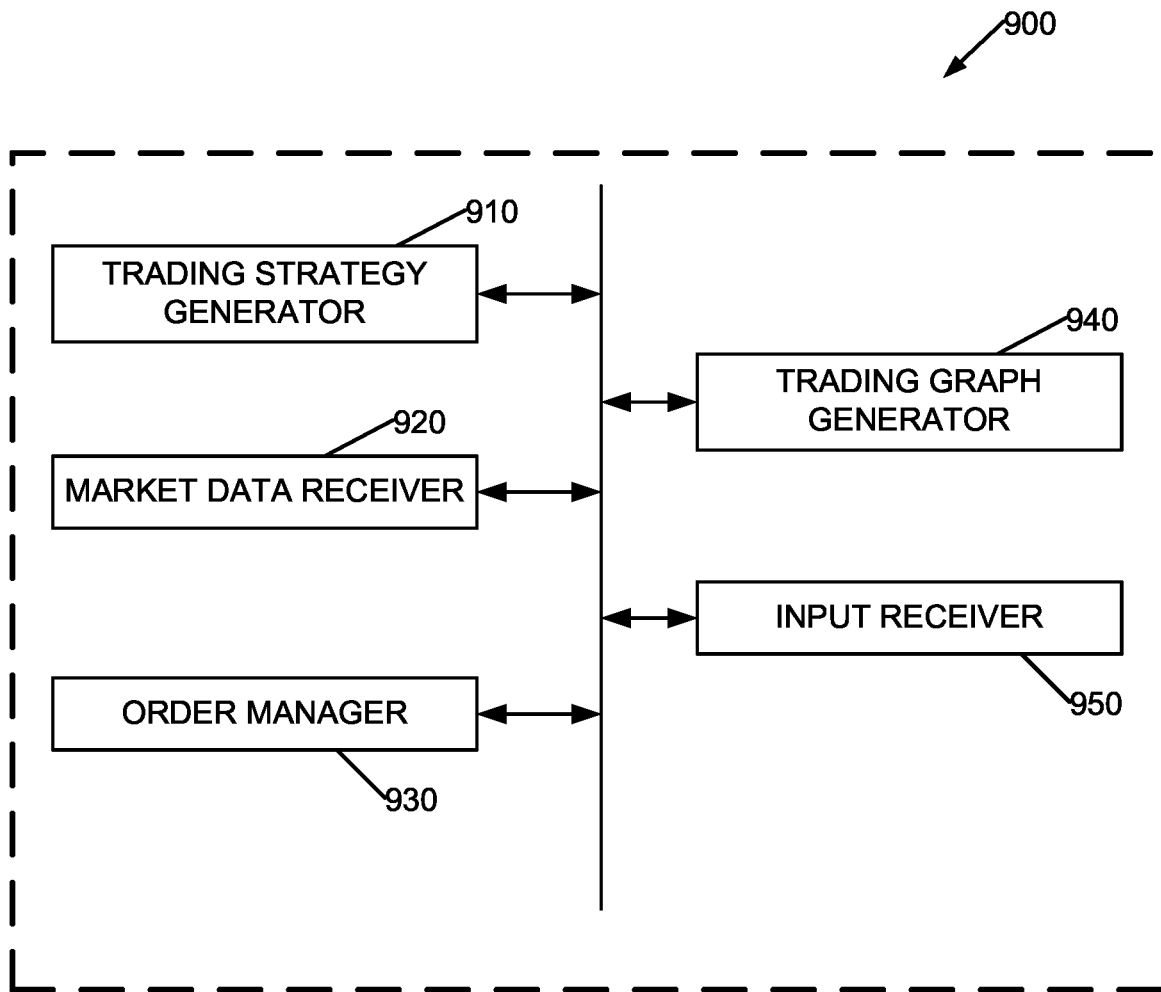 900
910
TRADING STRATEGY
GENERATOR
940
TRADING GRAPH
GENERATOR
920
MARKET DATA RECEIVER
INPUT RECEIVER
950
ORDER MANAGER
930